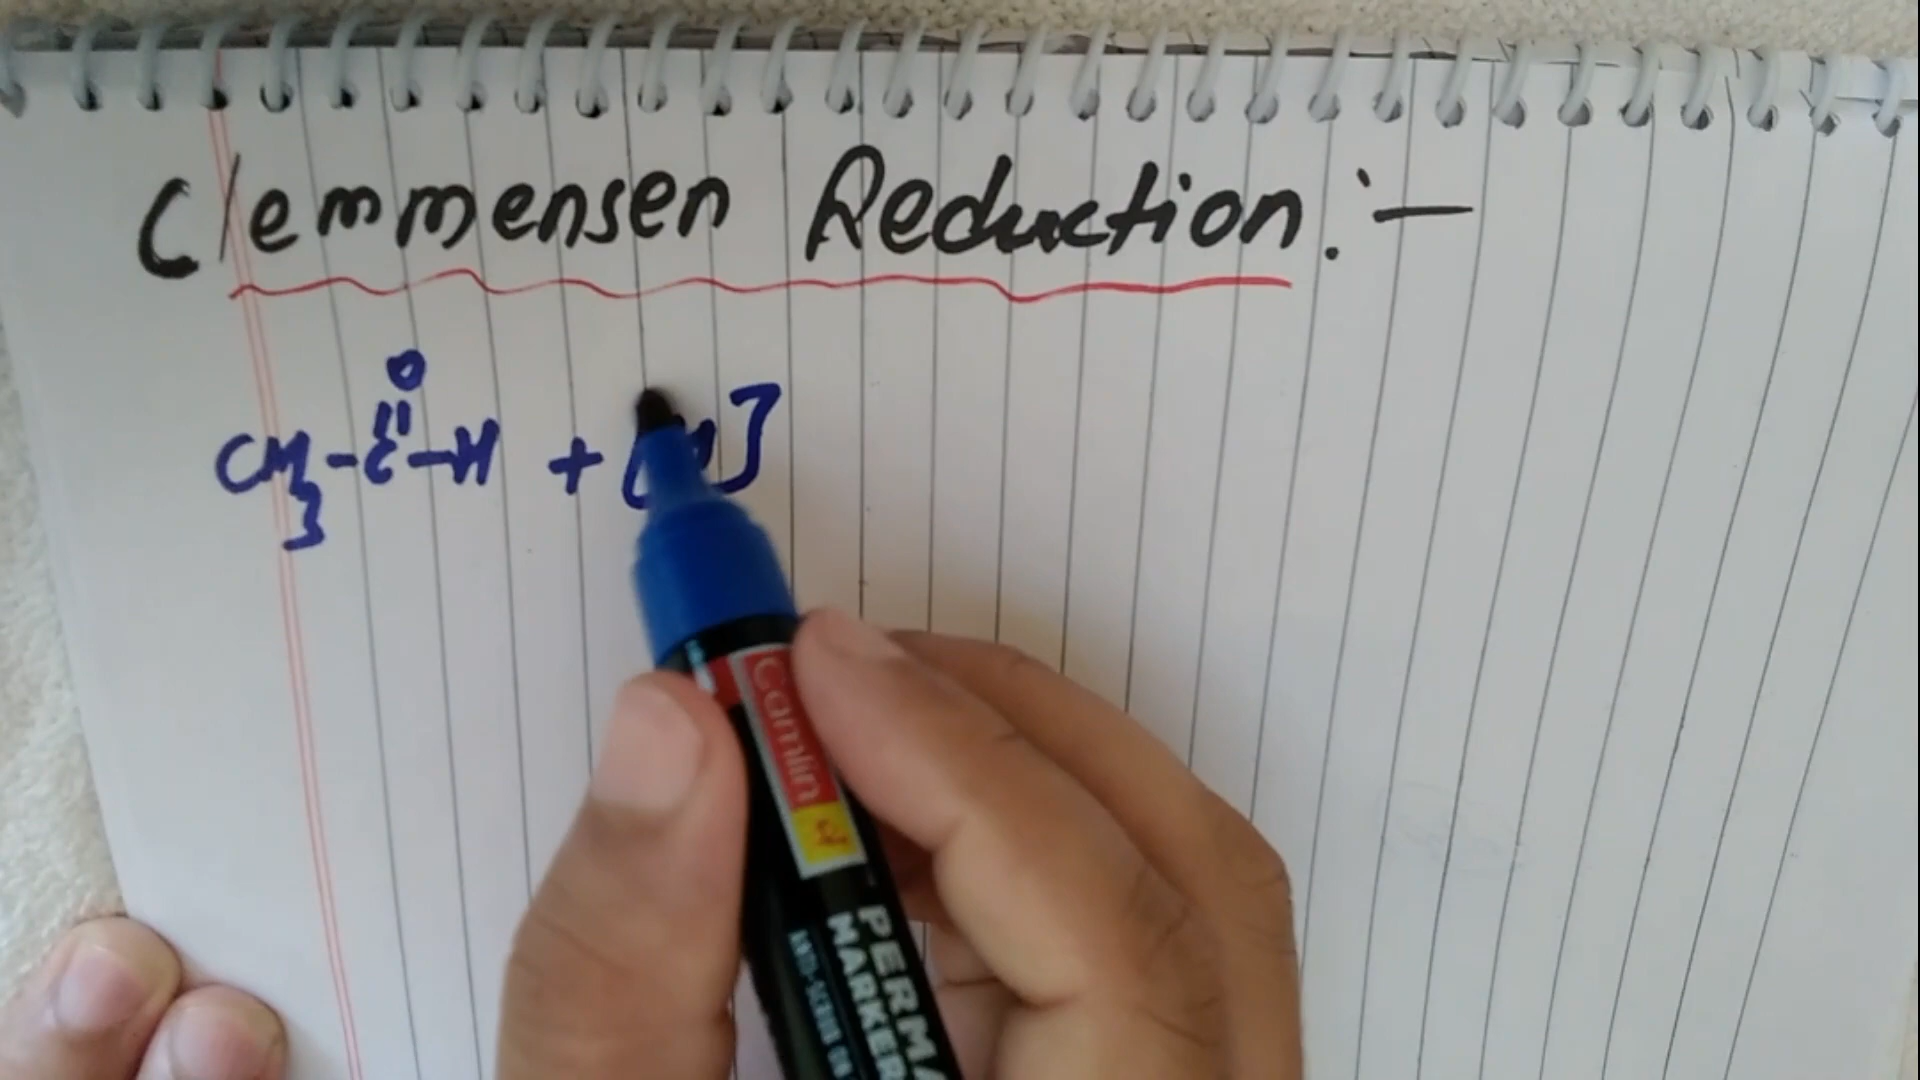 Clemmensen Reduction :-
O
CH3-C-H + [H]
Camlin
PERMA
MARKER